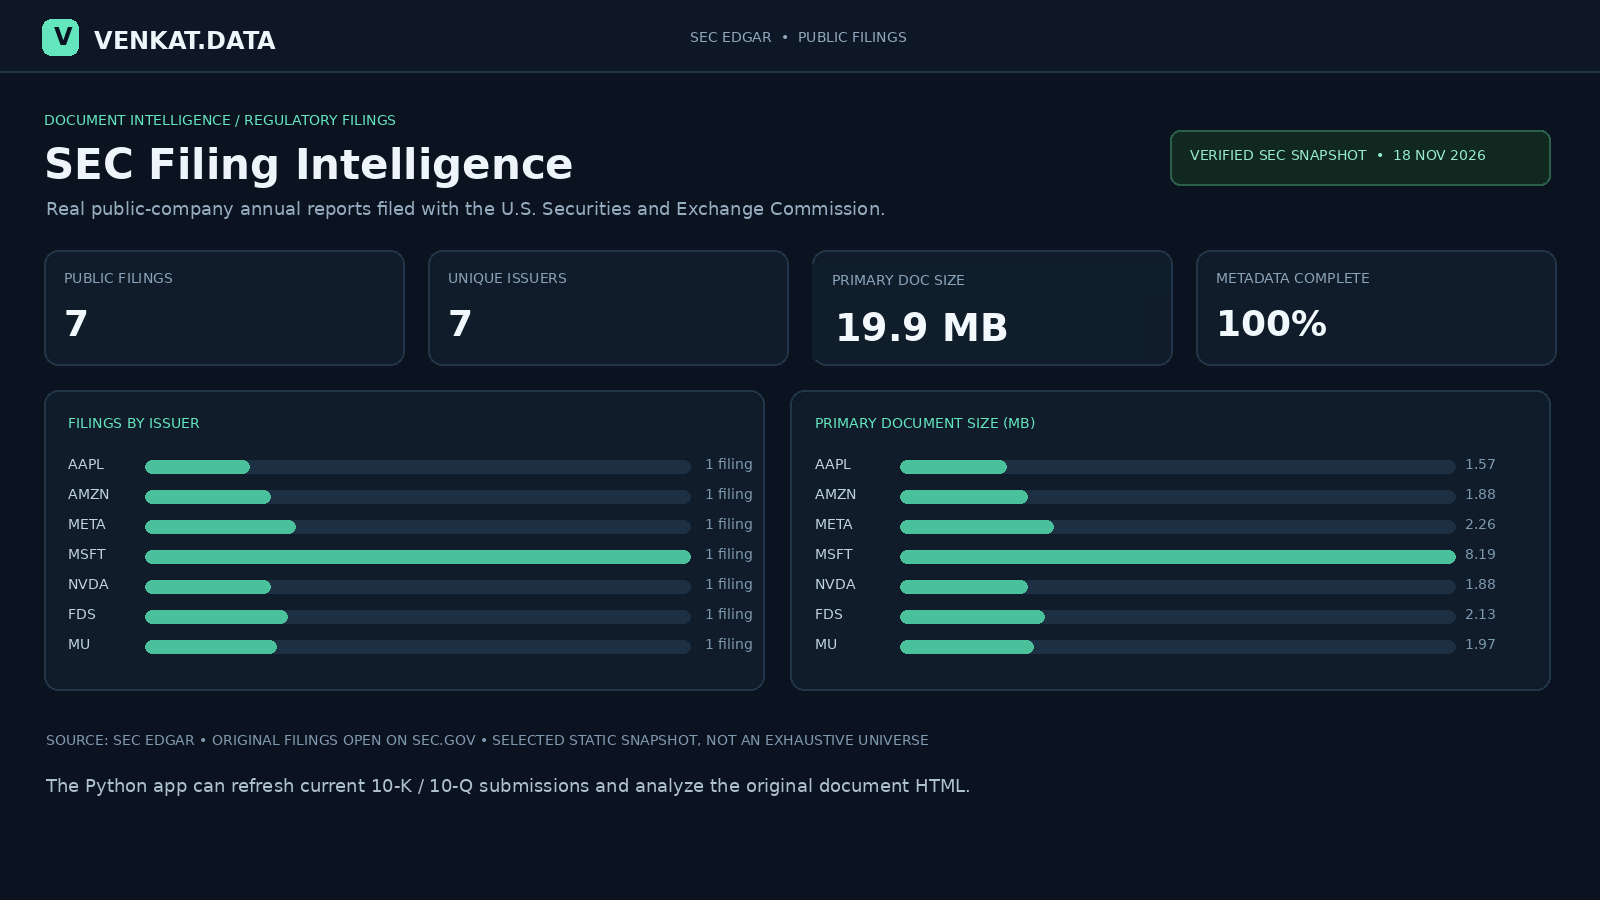 V VENKAT.DATA
SEC EDGAR • PUBLIC FILINGS
DOCUMENT INTELLIGENCE / REGULATORY FILINGS
SEC Filing Intelligence
Real public-company annual reports filed with the U.S. Securities and Exchange Commission.
VERIFIED SEC SNAPSHOT • 18 NOV 2026
PUBLIC FILINGS
7
UNIQUE ISSUERS
7
PRIMARY DOC SIZE
19.9 MB
METADATA COMPLETE
100%
FILINGS BY ISSUER
AAPL 1 filing
AMZN 1 filing
META 1 filing
MSFT 1 filing
NVDA 1 filing
FDS 1 filing
MU 1 filing
PRIMARY DOCUMENT SIZE (MB)
AAPL 1.57
AMZN 1.88
META 2.26
MSFT 8.19
NVDA 1.88
FDS 2.13
MU 1.97
SOURCE: SEC EDGAR • ORIGINAL FILINGS OPEN ON SEC.GOV • SELECTED STATIC SNAPSHOT, NOT AN EXHAUSTIVE UNIVERSE
The Python app can refresh current 10-K / 10-Q submissions and analyze the original document HTML.